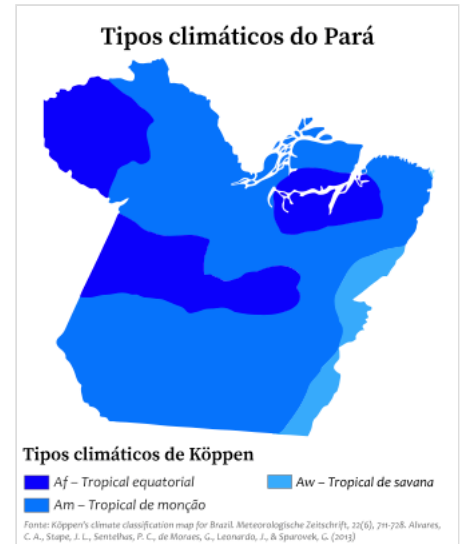 Tipos climáticos do Pará
Tipos climáticos de Köppen
Af – Tropical equatorial
Aw – Tropical de savana
Am – Tropical de monção
Fonte: Köppen's climate classification map for Brazil. Meteorologische Zeitschrift, 22(6), 711-728. Alvares,
C. A., Stape, J. L., Sentelhas, P. C., de Moraes, G., Leonardo, J., & Sparovek, G. (2013)